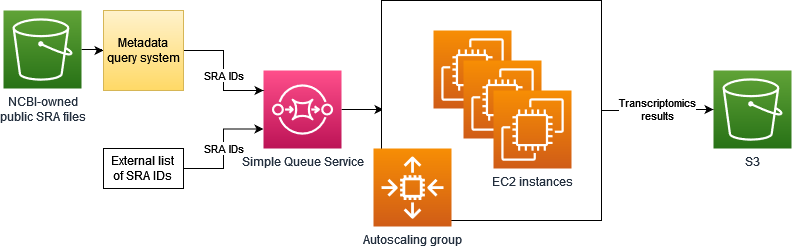 NCBI-owned
public SRA files
Metadata
query system
SRA IDs
External list
of SRA IDs
SRA IDs
Simple Queue Service
EC2 instances
Autoscaling group
Transcriptomics
results
S3